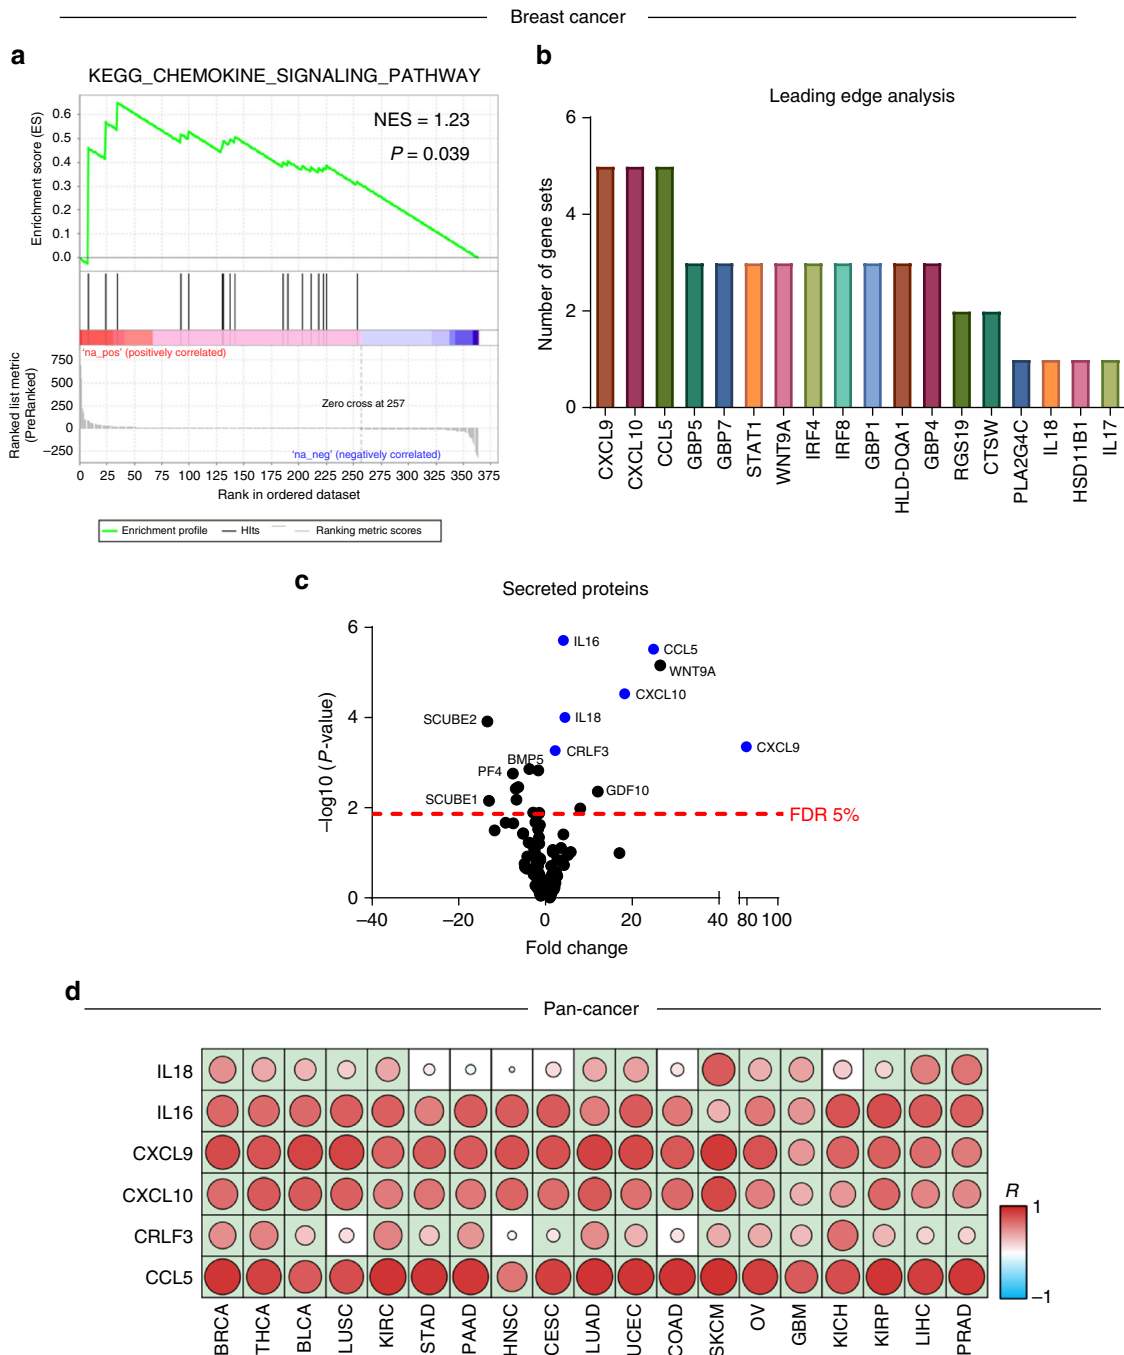 Breast cancer
a
KEGG_CHEMOKINE_SIGNALING_PATHWAY
Enrichment score (ES)
0.6
0.5
0.4
0.3
0.2
0.1
0.0
NES = 1.23
P = 0.039
'na_pos' (positively correlated)
Ranked list metric
(PreRanked)
750
500
250
0
−250
Zero cross at 257
'na_neg' (negatively correlated)
0 25 50 75 100 125 150 175 200 225 250 275 300 325 350 375
Rank in ordered dataset
Enrichment profile HIts Ranking metric scores
b
Leading edge analysis
Number of gene sets
6
4
2
0
CXCL9
CXCL10
CCL5
GBP5
GBP7
STAT1
WNT9A
IRF4
IRF8
GBP1
HLD-DQA1
GBP4
RGS19
CTSW
PLA2G4C
IL18
HSD11B1
IL17
c
Secreted proteins
−log10 (P-value)
6
4
2
0
IL16
CCL5
WNT9A
CXCL10
SCUBE2
IL18
CRLF3
CXCL9
BMP5
PF4
GDF10
SCUBE1
FDR 5%
−40 −20 0 20 40 80 100
Fold change
d
Pan-cancer
IL18
IL16
CXCL9
CXCL10
CRLF3
CCL5
BRCA
THCA
BLCA
LUSC
KIRC
STAD
PAAD
HNSC
CESC
LUAD
UCEC
COAD
SKCM
OV
GBM
KICH
KIRP
LIHC
PRAD
R
1
−1